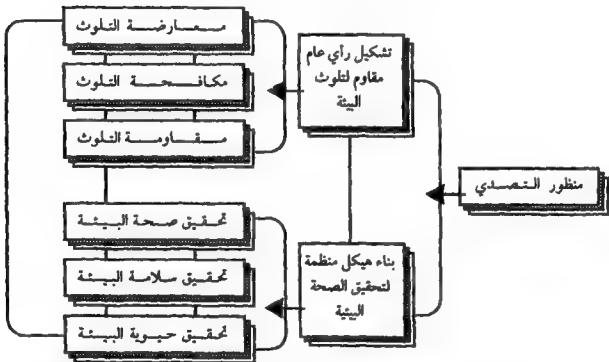 منظور التصدي
تشكيل رأي عام
مقاوم لتلوث
البيئة
معارضة التلوث
مكافحة التلوث
مقاومة التلوث
بناء هيكل منظمة
لتحقيق الصحة
البيئية
تحقيق صحة البيئة
تحقيق سلامة البيئة
تحقيق حيوية البيئة